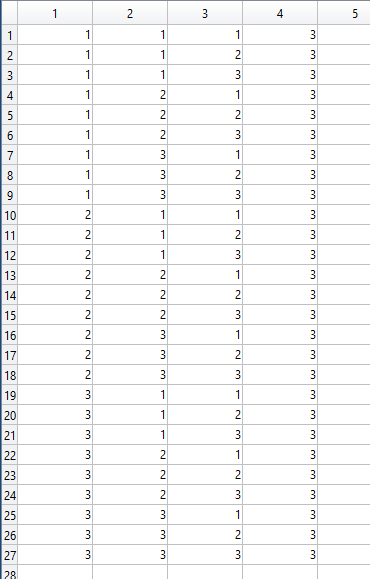 1 2 3 4 5
1 1 1 1 3
2 1 1 2 3
3 1 1 3 3
4 1 2 1 3
5 1 2 2 3
6 1 2 3 3
7 1 3 1 3
8 1 3 2 3
9 1 3 3 3
10 2 1 1 3
11 2 1 2 3
12 2 1 3 3
13 2 2 1 3
14 2 2 2 3
15 2 2 3 3
16 2 3 1 3
17 2 3 2 3
18 2 3 3 3
19 3 1 1 3
20 3 1 2 3
21 3 1 3 3
22 3 2 1 3
23 3 2 2 3
24 3 2 3 3
25 3 3 1 3
26 3 3 2 3
27 3 3 3 3
28